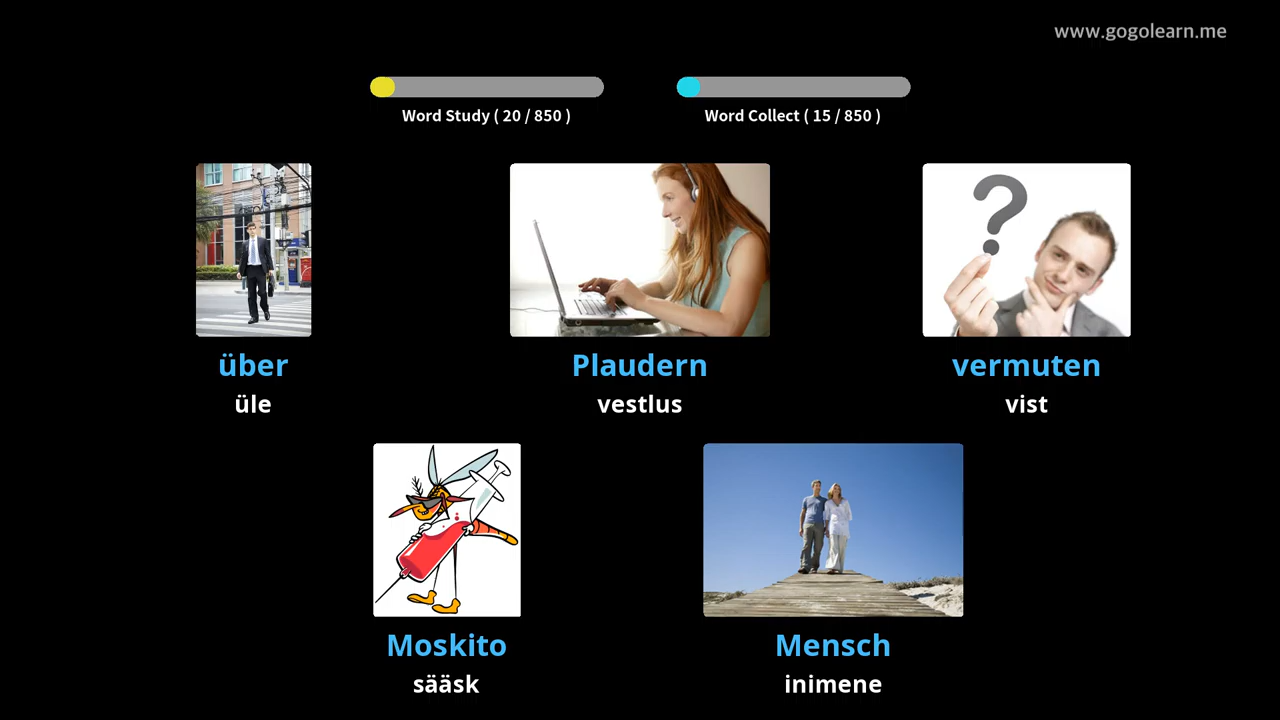 www.gogolearn.me
Word Study ( 20 / 850 )
Word Collect ( 15 / 850 )
über
üle
Plaudern
vestlus
vermuten
vist
Moskito
sääsk
Mensch
inimene